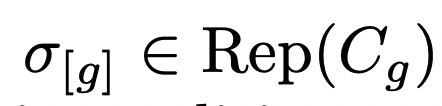 σ_{[g]} ∈ Rep(C_g)